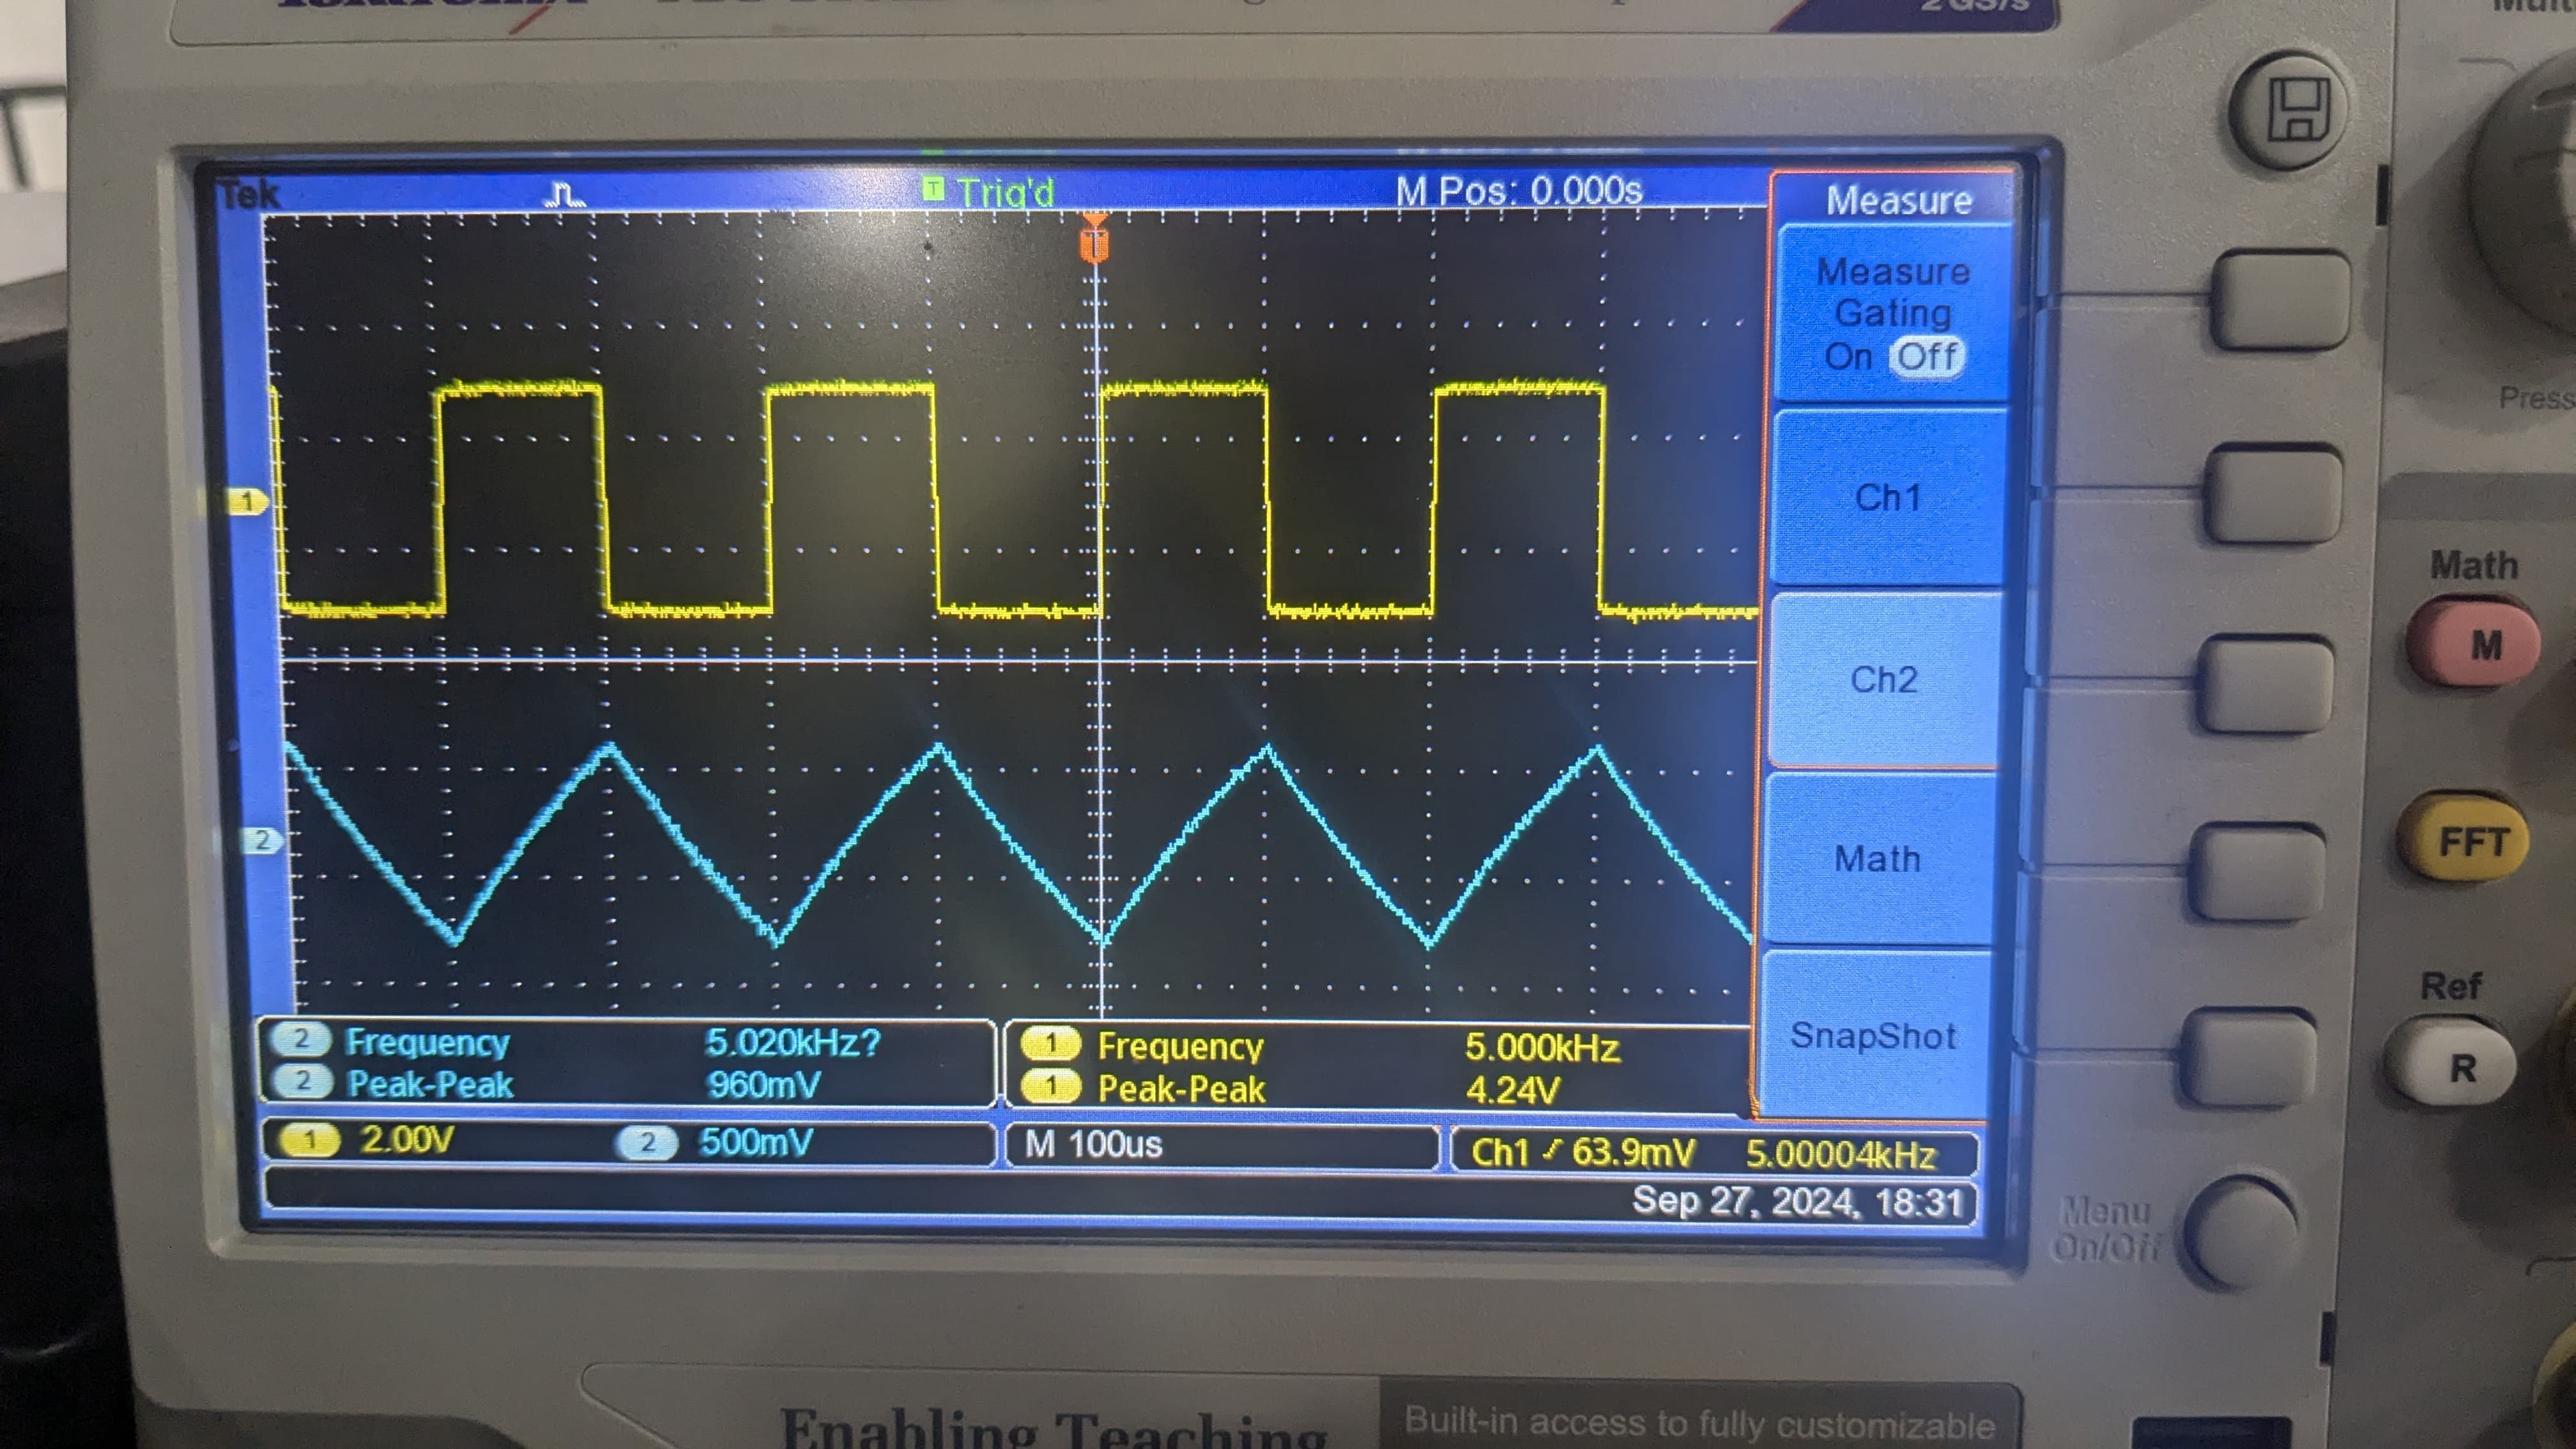 2 GS/s
Tek
T Trig'd
M Pos: 0.000s
T
Measure
Measure
Gating
On Off
Press
1
Ch1
Math
M
Ch2
2
FFT
Math
Ref
SnapShot
R
2 Frequency 5.020kHz?
2 Peak-Peak 960mV
1 Frequency 5.000kHz
1 Peak-Peak 4.24V
1 2.00V 2 500mV M 100us Ch1 63.9mV 5.00004kHz
Sep 27, 2024, 18:31
Menu
On/Off
Enabling Teaching
Built-in access to fully customizable